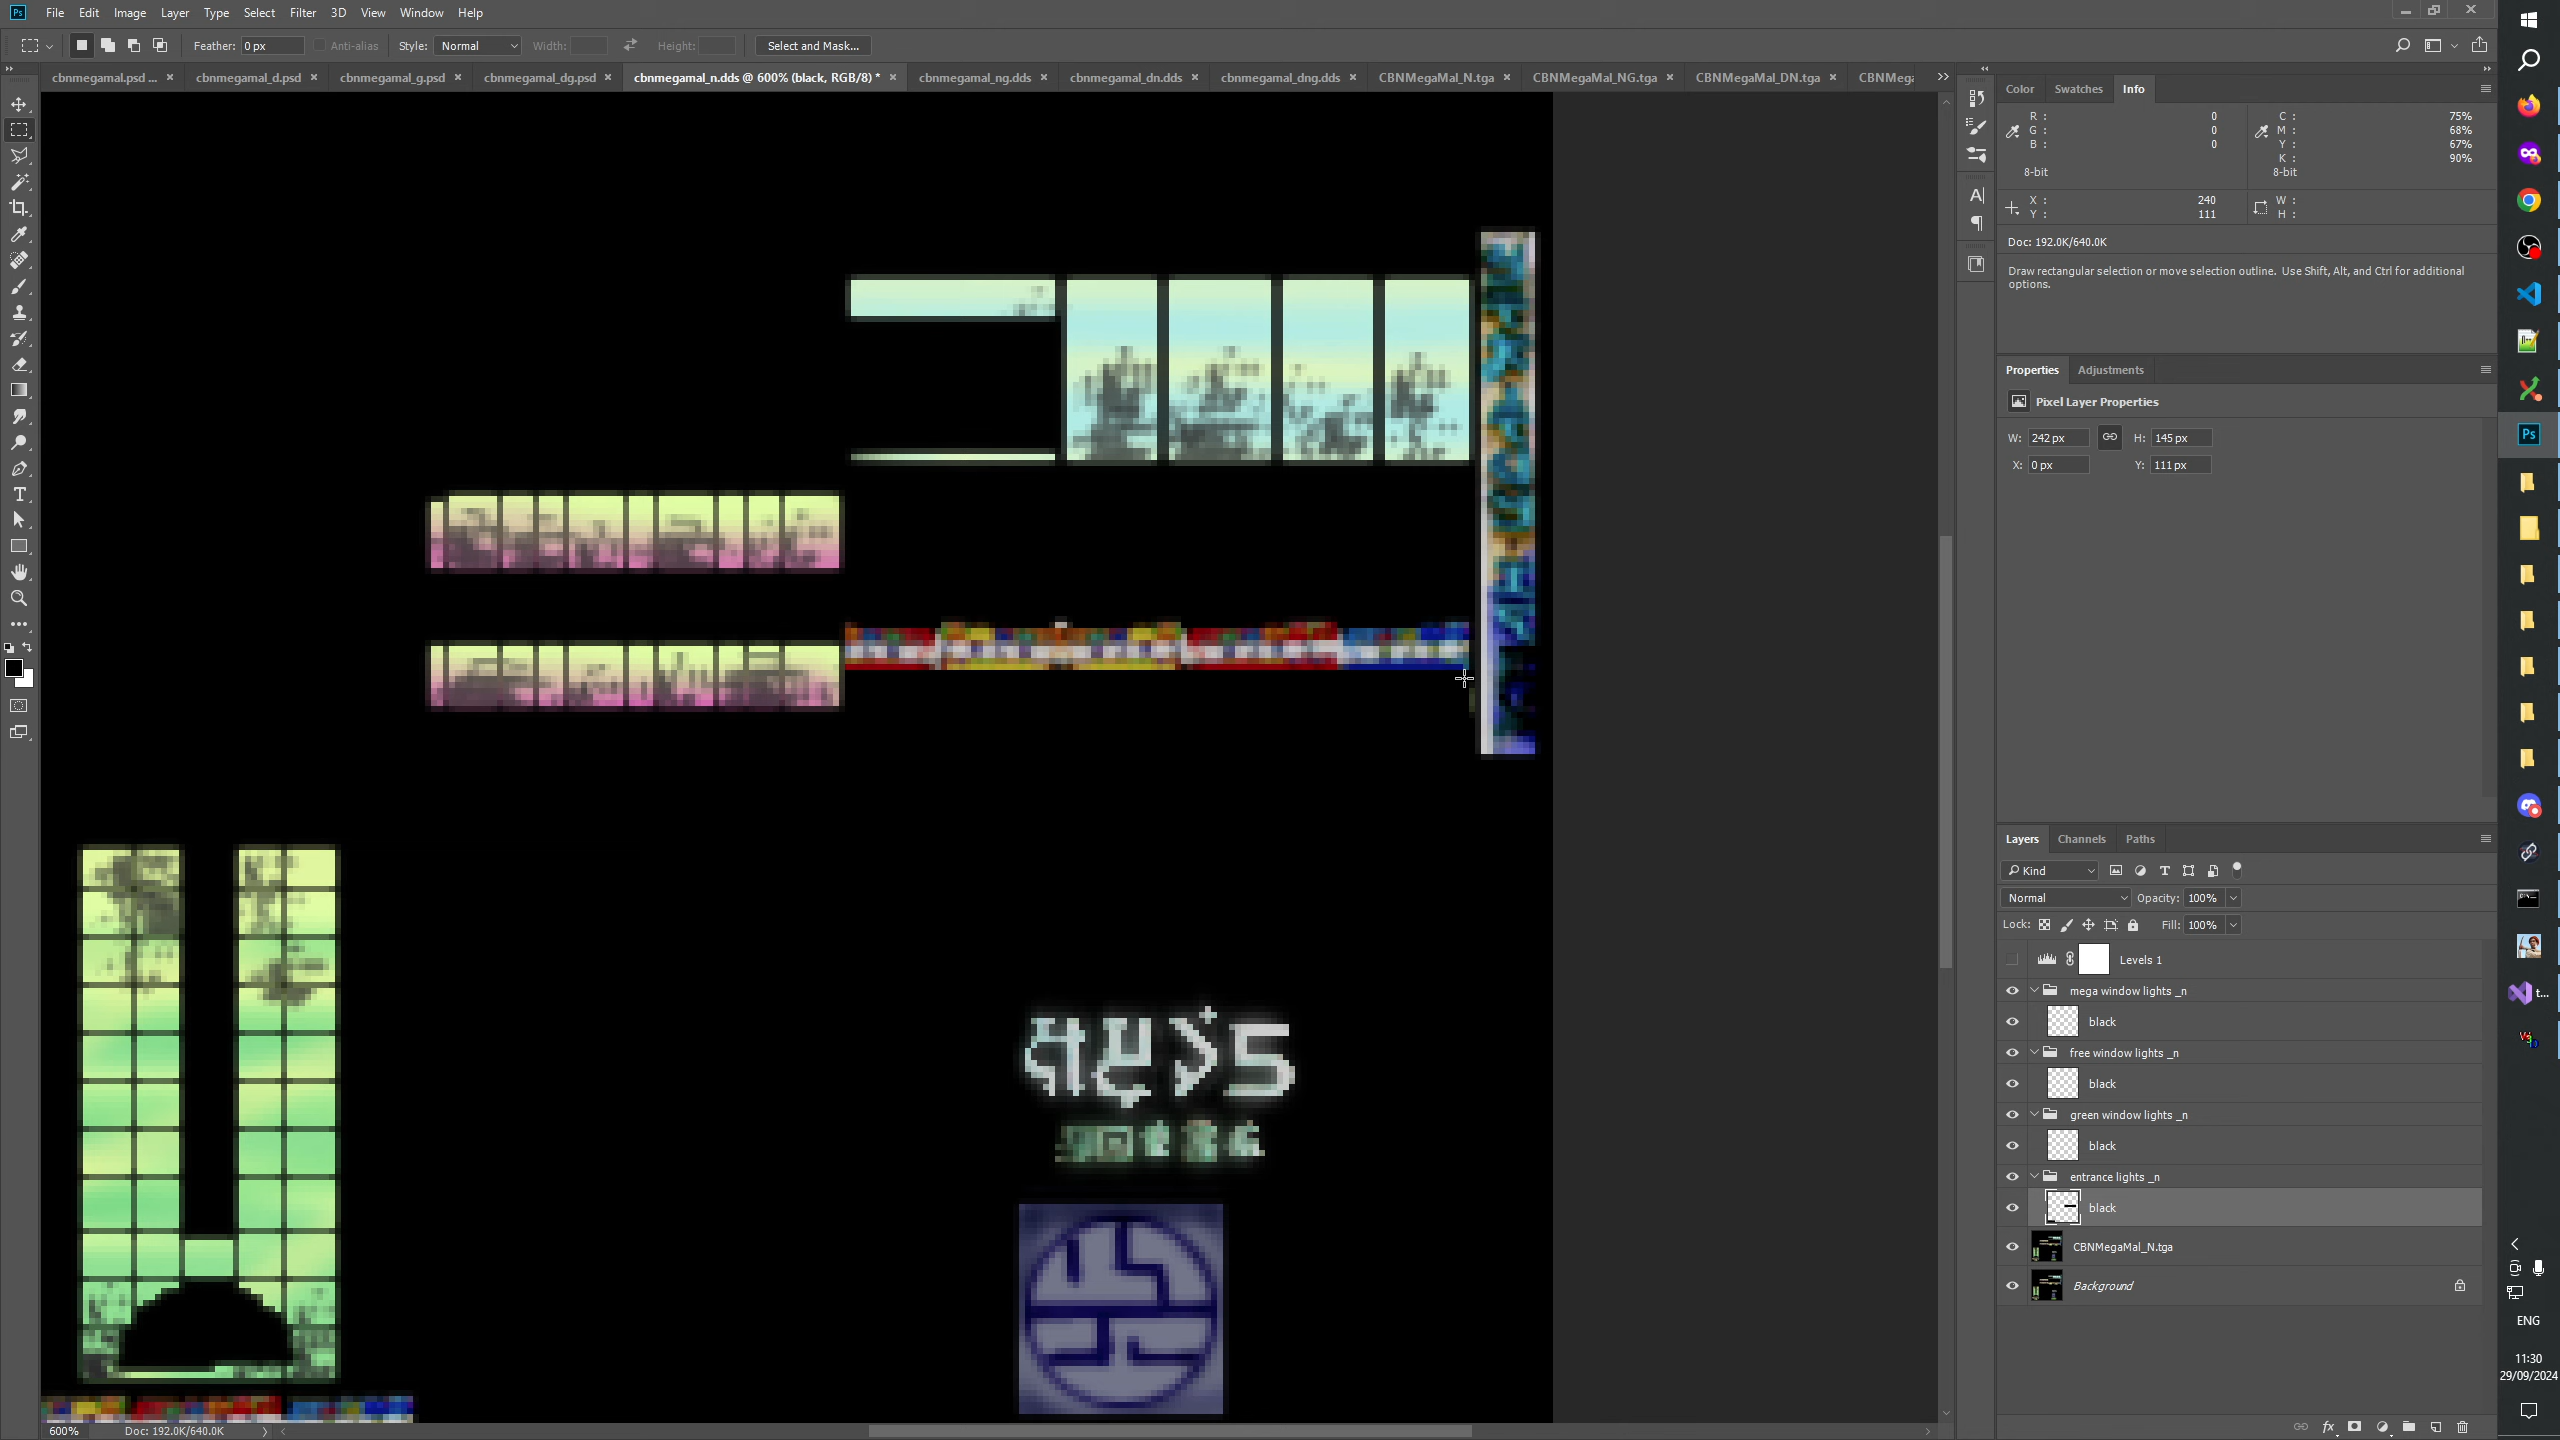 File Edit Image Layer Type Select Filter 3D View Window Help
Feather: 0 px Anti-alias Style: Normal Width: Height: Select and Mask...
cbnmegamal.psd ... × cbnmegamal_d.psd × cbnmegamal_g.psd × cbnmegamal_dg.psd × cbnmegamal_n.dds @ 600% (black, RGB/8) * × cbnmegamal_ng.dds × cbnmegamal_dn.dds × cbnmegamal_dng.dds × CBNMegaMal_N.tga × CBNMegaMal_NG.tga × CBNMegaMal_DN.tga × CBNMega
Color Swatches Info
R : 0 C : 75%
G : 0 M : 68%
B : 0 Y : 67%
K : 90%
8-bit 8-bit
X : 240 W :
Y : 111 H :
Doc: 192.0K/640.0K
Draw rectangular selection or move selection outline. Use Shift, Alt, and Ctrl for additional
options.
Properties Adjustments
Pixel Layer Properties
W: 242 px H: 145 px
X: 0 px Y: 111 px
Layers Channels Paths
Kind
Normal Opacity: 100%
Lock: Fill: 100%
Levels 1
mega window lights _n
black
free window lights _n
black
green window lights _n
black
entrance lights _n
black
CBNMegaMal_N.tga
Background
600% Doc: 192.0K/640.0K
Ps
t...
ENG
11:30
29/09/2024